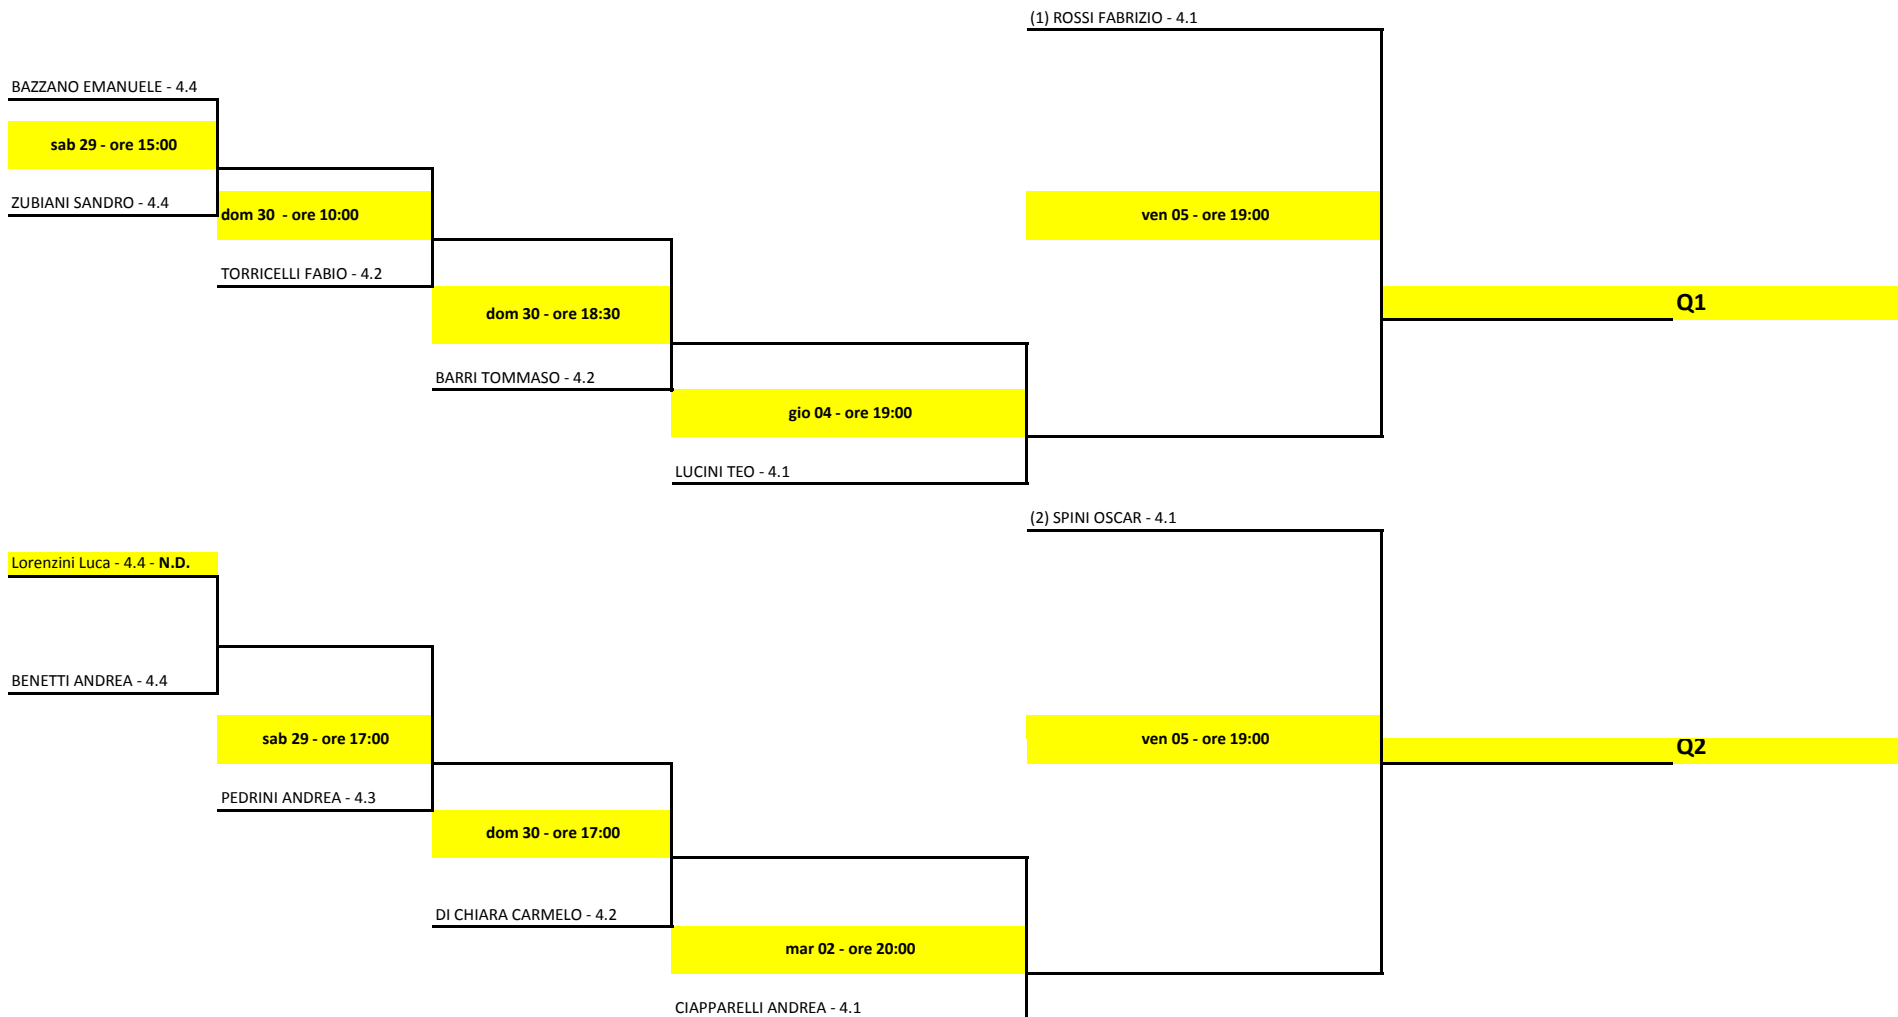 (1) ROSSI FABRIZIO - 4.1
BAZZANO EMANUELE - 4.4
sab 29 - ore 15:00
ZUBIANI SANDRO - 4.4
dom 30  - ore 10:00
ven 05 - ore 19:00
TORRICELLI FABIO - 4.2
dom 30 - ore 18:30
Q1
BARRI TOMMASO - 4.2
gio 04 - ore 19:00
LUCINI TEO - 4.1
(2) SPINI OSCAR - 4.1
Lorenzini Luca - 4.4 - N.D.
BENETTI ANDREA - 4.4
sab 29 - ore 17:00
ven 05 - ore 19:00
Q2
PEDRINI ANDREA - 4.3
dom 30 - ore 17:00
DI CHIARA CARMELO - 4.2
mar 02 - ore 20:00
CIAPPARELLI ANDREA - 4.1